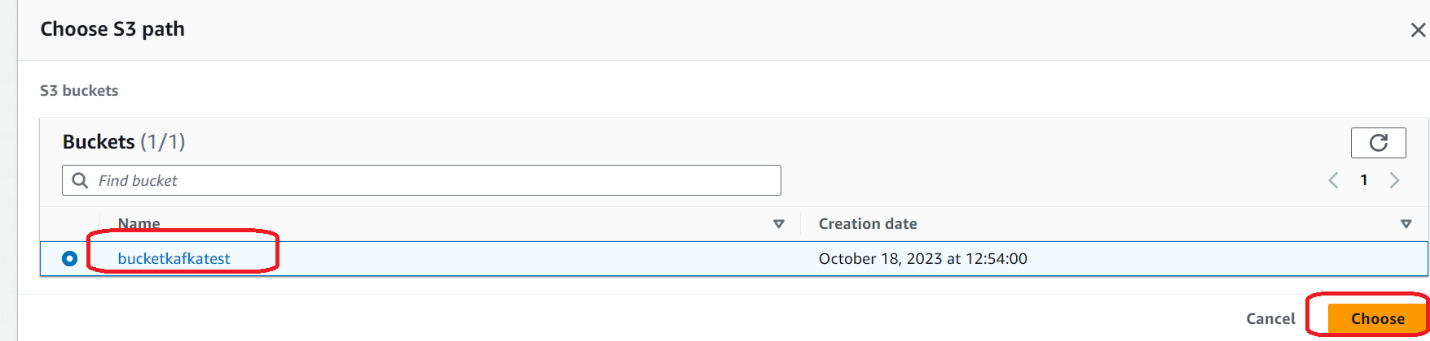 Choose S3 path
S3 buckets
Buckets (1/1)
Find bucket
1
Name Creation date
bucketkafkatest October 18, 2023 at 12:54:00
Cancel Choose